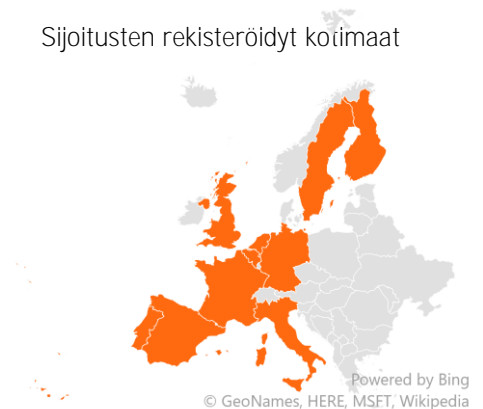 Sijoitusten rekisteröidyt kotimaat
Powered by Bing
© GeoNames, HERE, MSFT, Wikipedia